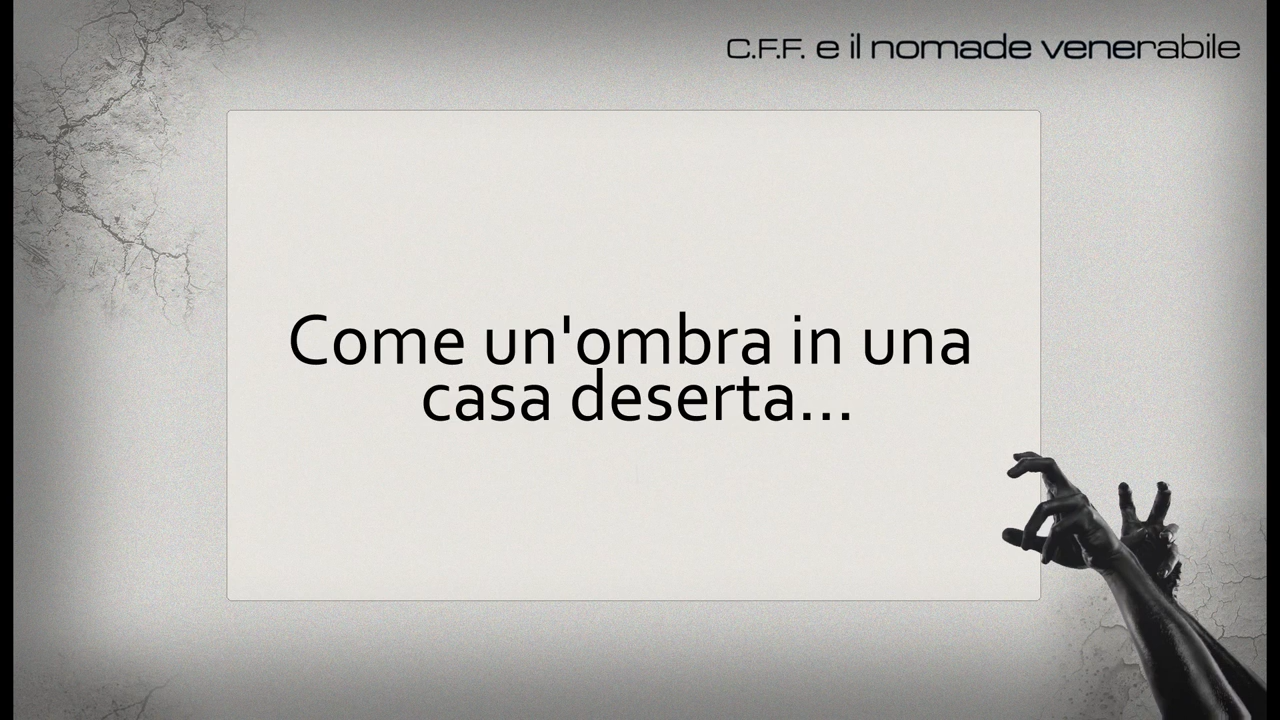 C.F.F. e il nomade venerabile
Come un'ombra in una
casa deserta...